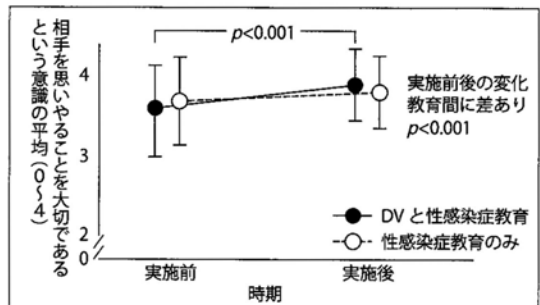 相手を思いやることを大切である
という意識の平均(0〜4)
p<0.001
4
3
2
0
実施前後の変化
教育間に差あり
p<0.001
DVと性感染症教育
性感染症教育のみ
実施前
実施後
時期